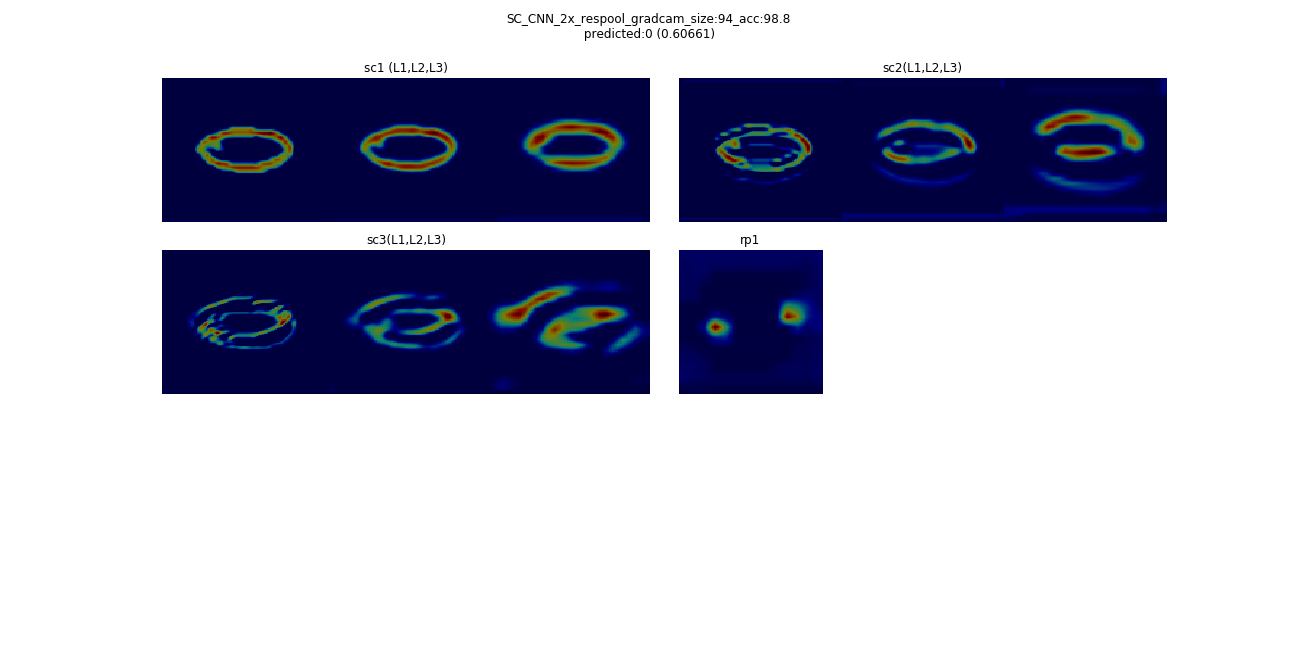 SC_CNN_2x_respool_gradcam_size:94_acc:98.8
predicted:0 (0.60661)
sc1 (L1,L2,L3)
sc2(L1,L2,L3)
sc3(L1,L2,L3)
rp1